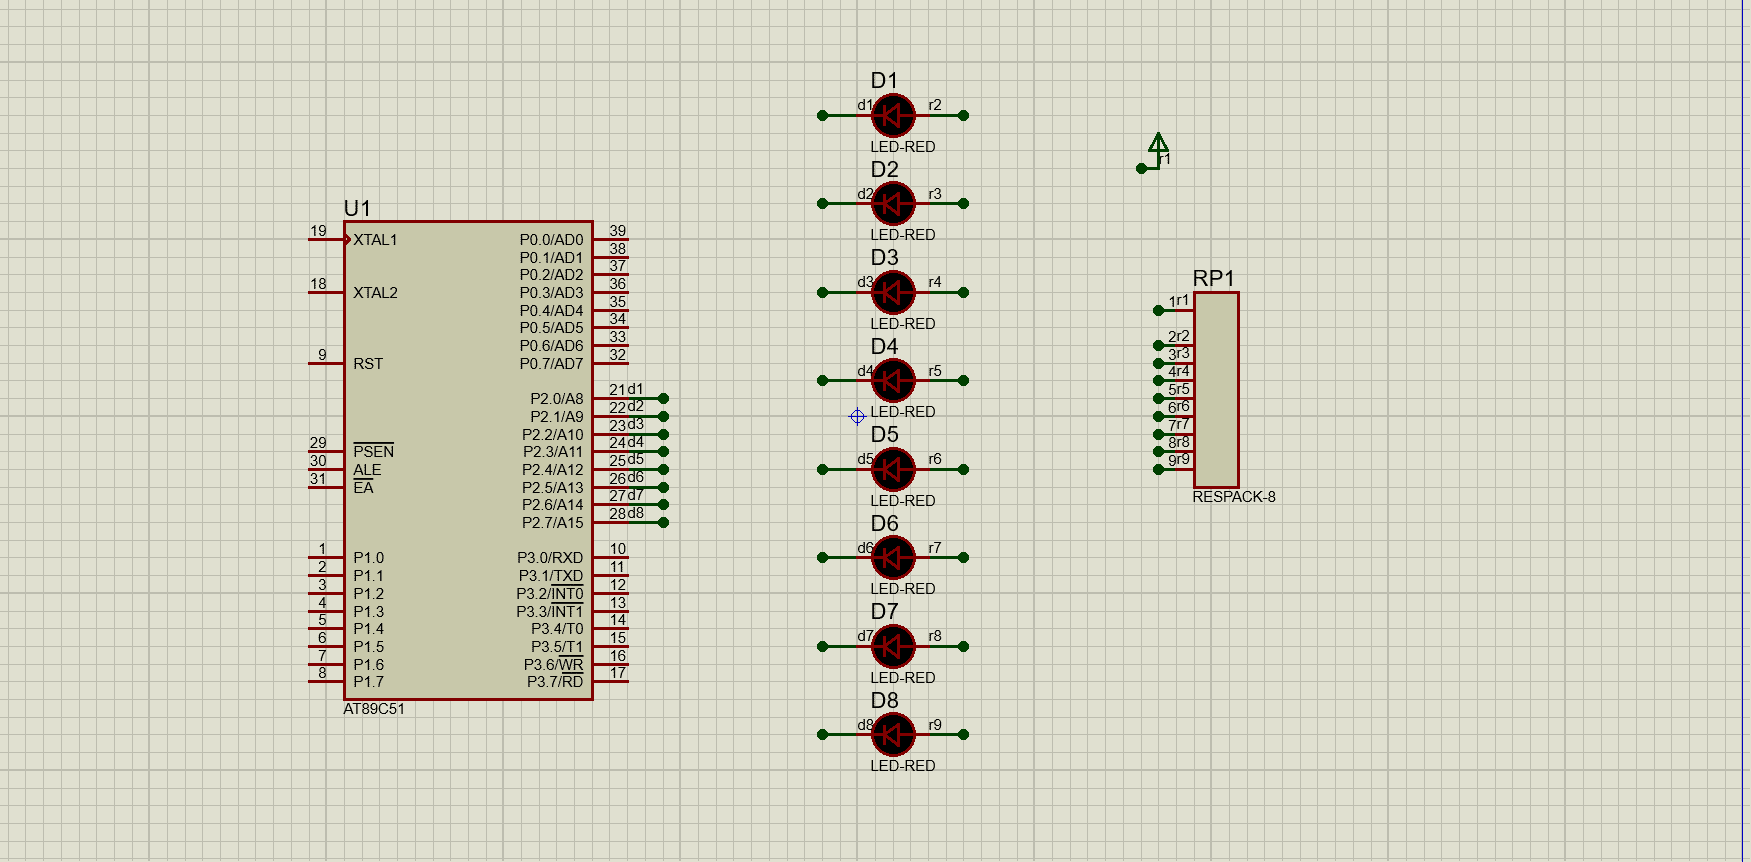 U1
19 XTAL1
18 XTAL2
9 RST
29 PSEN
30 ALE
31 EA
1 P1.0
2 P1.1
3 P1.2
4 P1.3
5 P1.4
6 P1.5
7 P1.6
8 P1.7
P0.0/AD0 39
P0.1/AD1 38
P0.2/AD2 37
P0.3/AD3 36
P0.4/AD4 35
P0.5/AD5 34
P0.6/AD6 33
P0.7/AD7 32
P2.0/A8 21 d1
P2.1/A9 22 d2
P2.2/A10 23 d3
P2.3/A11 24 d4
P2.4/A12 25 d5
P2.5/A13 26 d6
P2.6/A14 27 d7
P2.7/A15 28 d8
P3.0/RXD 10
P3.1/TXD 11
P3.2/INT0 12
P3.3/INT1 13
P3.4/T0 14
P3.5/T1 15
P3.6/WR 16
P3.7/RD 17
AT89C51
D1
d1 r2
LED-RED
D2
d2 r3
LED-RED
D3
d3 r4
LED-RED
D4
d4 r5
LED-RED
D5
d5 r6
LED-RED
D6
d6 r7
LED-RED
D7
d7 r8
LED-RED
D8
d8 r9
LED-RED
r1
RP1
1 r1
2 r2
3 r3
4 r4
5 r5
6 r6
7 r7
8 r8
9 r9
RESPACK-8